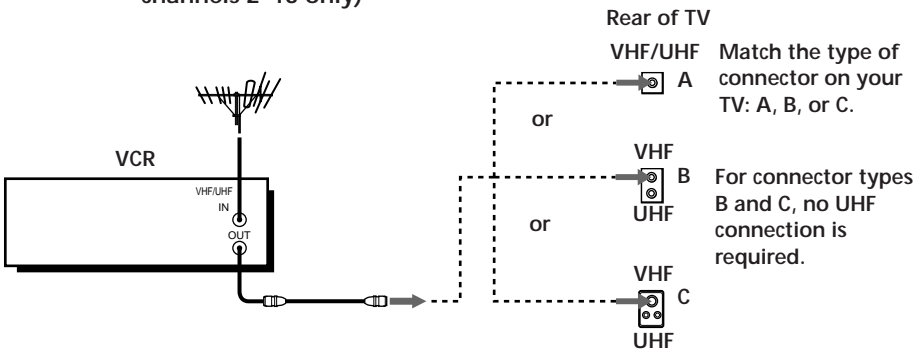 channels 2–13 only)
Rear of TV
VHF/UHF
A
Match the type of
connector on your
TV: A, B, or C.
or
VCR
VHF/UHF
IN
OUT
VHF
B
UHF
For connector types
B and C, no UHF
connection is
required.
or
VHF
C
UHF